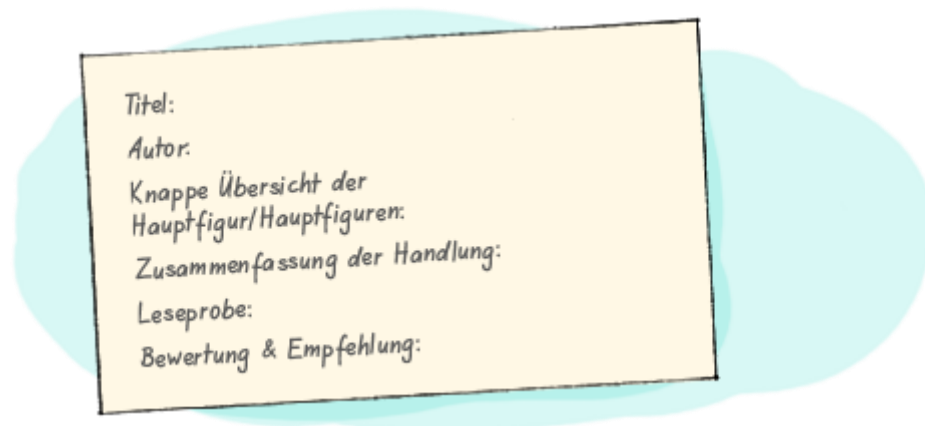 Titel:
Autor:
Knappe Übersicht der
Hauptfigur/Hauptfiguren:
Zusammenfassung der Handlung:
Leseprobe:
Bewertung & Empfehlung: